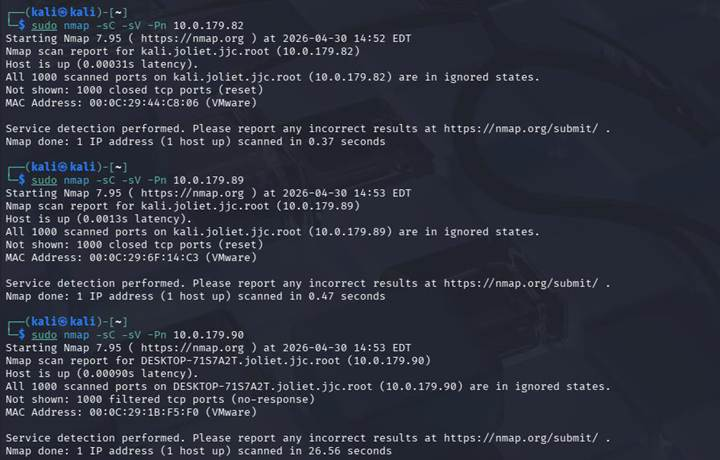 ┌──(kali㉿kali)-[~]
└─$ sudo nmap -sC -sV -Pn 10.0.179.82
Starting Nmap 7.95 ( https://nmap.org ) at 2026-04-30 14:52 EDT
Nmap scan report for kali.joliet.jjc.root (10.0.179.82)
Host is up (0.00031s latency).
All 1000 scanned ports on kali.joliet.jjc.root (10.0.179.82) are in ignored states.
Not shown: 1000 closed tcp ports (reset)
MAC Address: 00:0C:29:44:C8:06 (VMware)

Service detection performed. Please report any incorrect results at https://nmap.org/submit/ .
Nmap done: 1 IP address (1 host up) scanned in 0.37 seconds

┌──(kali㉿kali)-[~]
└─$ sudo nmap -sC -sV -Pn 10.0.179.89
Starting Nmap 7.95 ( https://nmap.org ) at 2026-04-30 14:53 EDT
Nmap scan report for kali.joliet.jjc.root (10.0.179.89)
Host is up (0.0013s latency).
All 1000 scanned ports on kali.joliet.jjc.root (10.0.179.89) are in ignored states.
Not shown: 1000 closed tcp ports (reset)
MAC Address: 00:0C:29:6F:14:C3 (VMware)

Service detection performed. Please report any incorrect results at https://nmap.org/submit/ .
Nmap done: 1 IP address (1 host up) scanned in 0.47 seconds

┌──(kali㉿kali)-[~]
└─$ sudo nmap -sC -sV -Pn 10.0.179.90
Starting Nmap 7.95 ( https://nmap.org ) at 2026-04-30 14:53 EDT
Nmap scan report for DESKTOP-71S7A2T.joliet.jjc.root (10.0.179.90)
Host is up (0.00090s latency).
All 1000 scanned ports on DESKTOP-71S7A2T.joliet.jjc.root (10.0.179.90) are in ignored states.
Not shown: 1000 filtered tcp ports (no-response)
MAC Address: 00:0C:29:1B:F5:F0 (VMware)

Service detection performed. Please report any incorrect results at https://nmap.org/submit/ .
Nmap done: 1 IP address (1 host up) scanned in 26.56 seconds